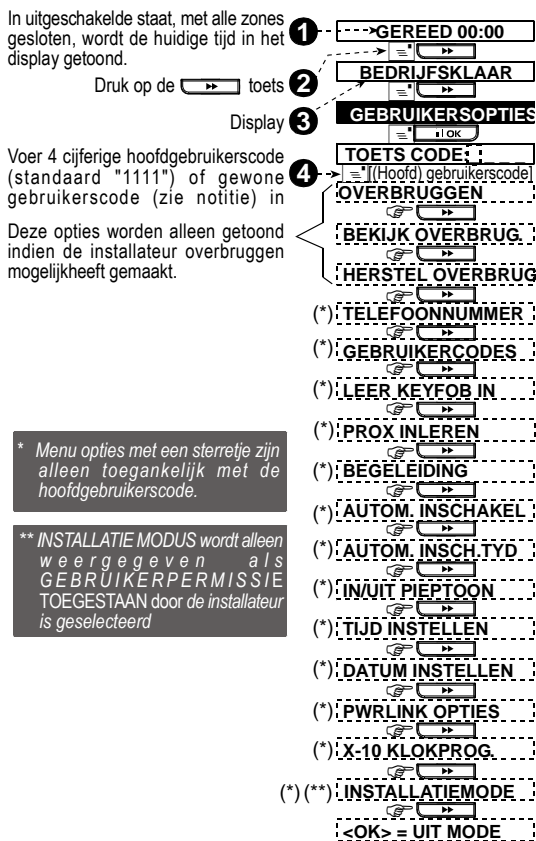 In uitgeschakelde staat, met alle zones
gesloten, wordt de huidige tijd in het
display getoond.
1 GEREED 00:00
Druk op de toets 2
BEDRIJFSKLAAR
Display 3
GEBRUIKERSOPTIES
OK
Voer 4 cijferige hoofdgebruikerscode
(standaard "1111") of gewone
gebruikerscode (zie notitie) in
TOETS CODE:
4 [(Hoofd) gebruikerscode]
Deze opties worden alleen getoond
indien de installateur overbruggen
mogelijkheeft gemaakt.
OVERBRUGGEN
BEKIJK OVERBRUG.
HERSTEL OVERBRUG
(*) TELEFOONNUMMER
(*) GEBRUIKERCODES
(*) LEER KEYFOB IN
(*) PROX INLEREN
(*) BEGELEIDING
(*) AUTOM. INSCHAKEL
(*) AUTOM. INSCH.TYD
(*) IN/UIT PIEPTOON
(*) TIJD INSTELLEN
(*) DATUM INSTELLEN
(*) PWRLINK OPTIES
(*) X-10 KLOKPROG.
(*) (**) INSTALLATIEMODE
<OK> = UIT MODE
* Menu opties met een sterretje zijn
alleen toegankelijk met de
hoofdgebruikerscode.
** INSTALLATIE MODUS wordt alleen
weergegeven als
GEBRUIKERPERMISSIE
TOEGESTAAN door de installateur
is geselecteerd